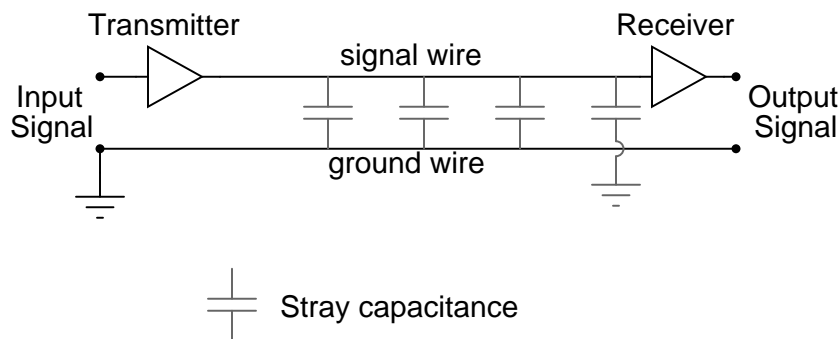 Transmitter
Receiver
signal wire
Input
Signal
Output
Signal
ground wire
Stray capacitance